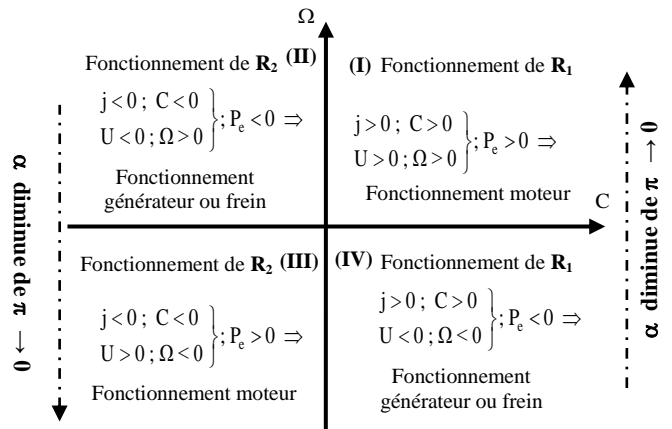 Ω
Fonctionnement de R₂ (II)
j<0 ; C<0
U<0 ; Ω>0
} ; Pₑ<0 ⇒
Fonctionnement
générateur ou frein
(I) Fonctionnement de R₁
j>0 ; C>0
U>0 ; Ω>0
} ; Pₑ>0 ⇒
Fonctionnement moteur
C
Fonctionnement de R₂ (III)
j<0 ; C<0
U>0 ; Ω<0
} ; Pₑ>0 ⇒
Fonctionnement moteur
(IV) Fonctionnement de R₁
j>0 ; C>0
U<0 ; Ω<0
} ; Pₑ<0 ⇒
Fonctionnement
générateur ou frein
α diminue de π → 0
α diminue de π → 0